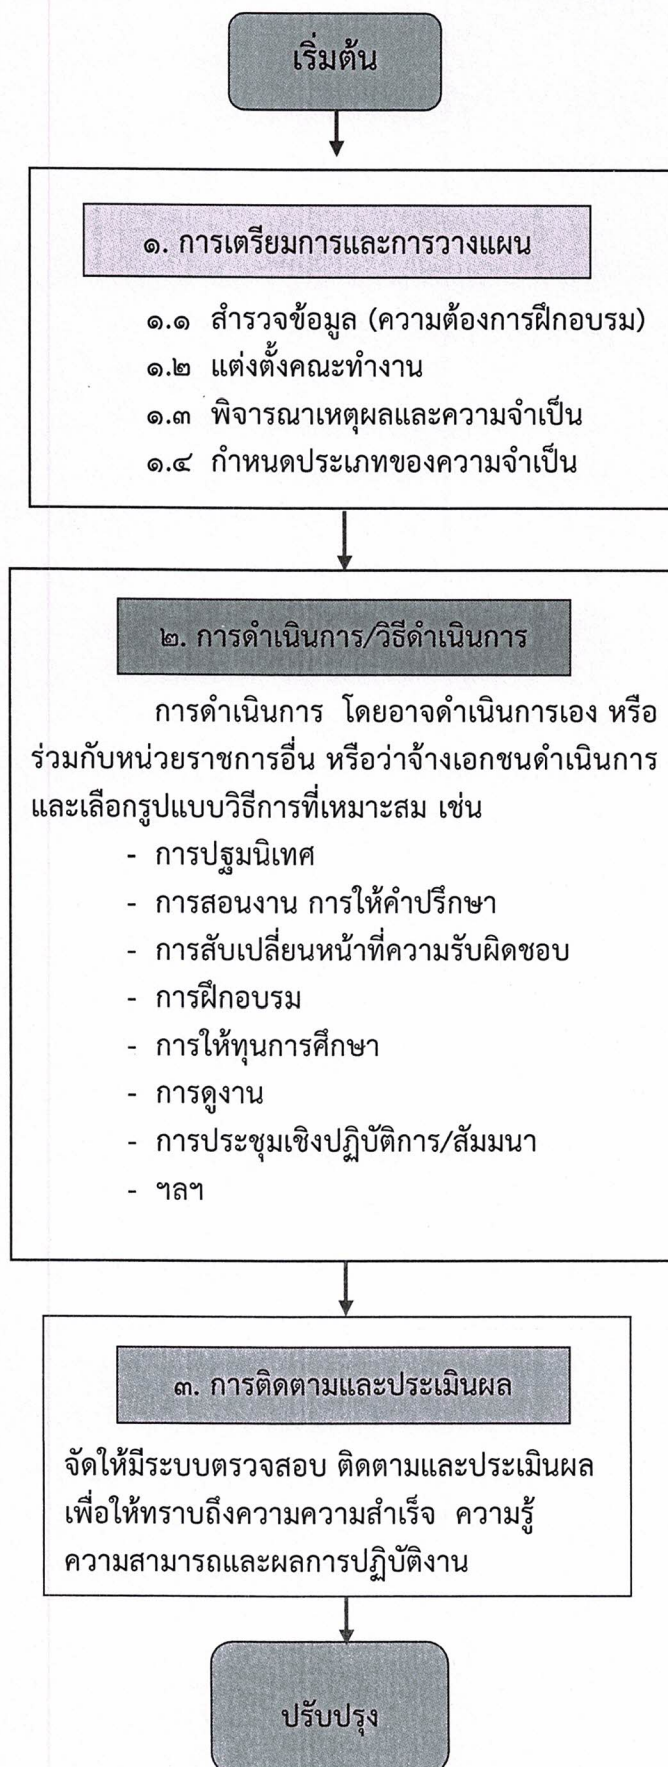 เริ่มต้น
๑. การเตรียมการและการวางแผน
๑.๑ สำรวจข้อมูล (ความต้องการฝึกอบรม)
๑.๒ แต่งตั้งคณะทำงาน
๑.๓ พิจารณาเหตุผลและความจำเป็น
๑.๔ กำหนดประเภทของความจำเป็น
๒. การดำเนินการ/วิธีดำเนินการ
การดำเนินการ โดยอาจดำเนินการเอง หรือ
ร่วมกับหน่วยราชการอื่น หรือว่าจ้างเอกชนดำเนินการ
และเลือกรูปแบบวิธีการที่เหมาะสม เช่น
- การปฐมนิเทศ
- การสอนงาน การให้คำปรึกษา
- การสับเปลี่ยนหน้าที่ความรับผิดชอบ
- การฝึกอบรม
- การให้ทุนการศึกษา
- การดูงาน
- การประชุมเชิงปฏิบัติการ/สัมมนา
- ฯลฯ
๓. การติดตามและประเมินผล
จัดให้มีระบบตรวจสอบ ติดตามและประเมินผล
เพื่อให้ทราบถึงความความสำเร็จ ความรู้
ความสามารถและผลการปฏิบัติงาน
ปรับปรุง